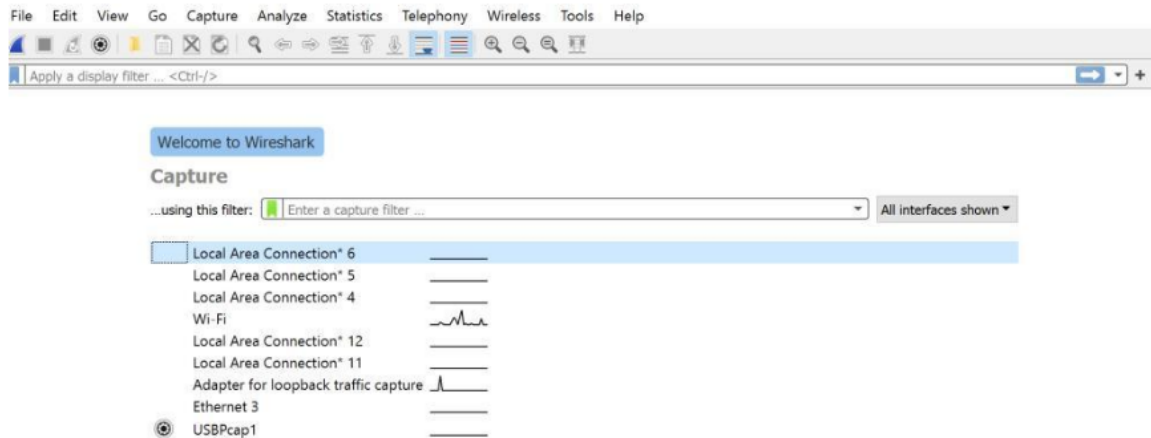 File Edit View Go Capture Analyze Statistics Telephony Wireless Tools Help
Apply a display filter ... <Ctrl-/>
Welcome to Wireshark
Capture
...using this filter: Enter a capture filter ... All interfaces shown
Local Area Connection* 6
Local Area Connection* 5
Local Area Connection* 4
Wi-Fi
Local Area Connection* 12
Local Area Connection* 11
Adapter for loopback traffic capture
Ethernet 3
USBPcap1